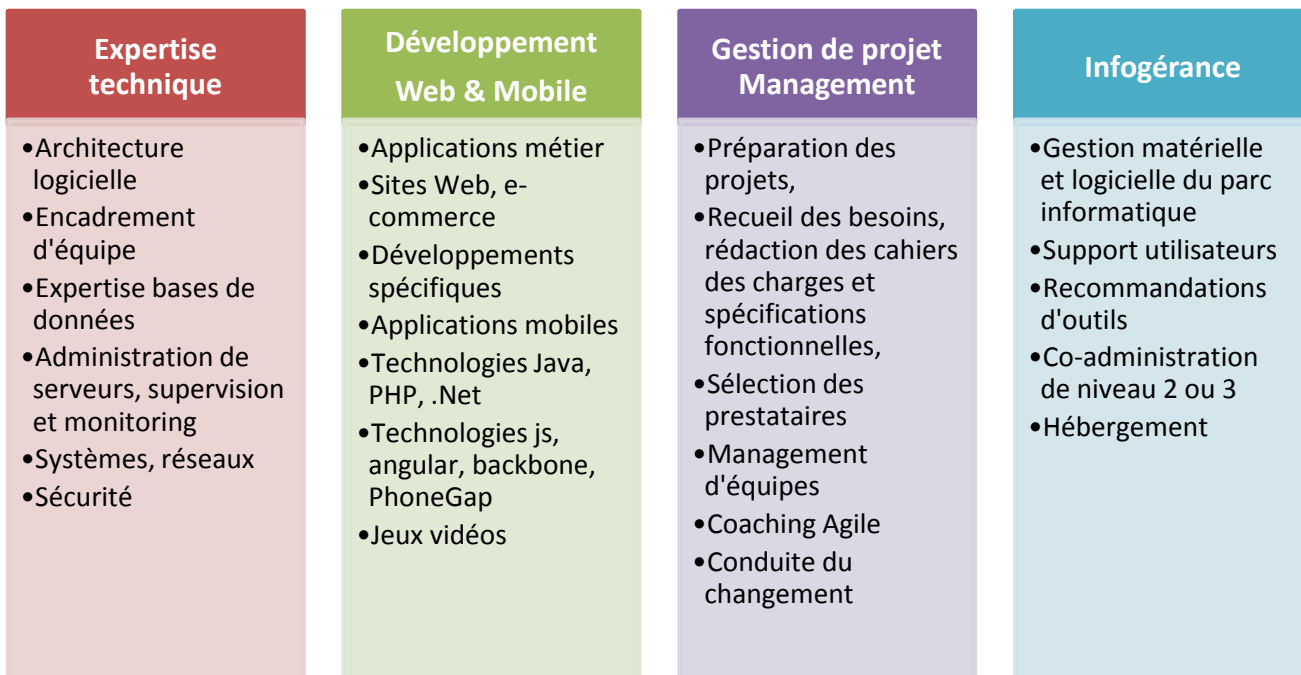 Expertise
technique
•Architecture
logicielle
•Encadrement
d'équipe
•Expertise bases de
données
•Administration de
serveurs, supervision
et monitoring
•Systèmes, réseaux
•Sécurité
Développement
Web & Mobile
•Applications métier
•Sites Web, e-
commerce
•Développements
spécifiques
•Applications mobiles
•Technologies Java,
PHP, .Net
•Technologies js,
angular, backbone,
PhoneGap
•Jeux vidéos
Gestion de projet
Management
•Préparation des
projets,
•Recueil des besoins,
rédaction des cahiers
des charges et
spécifications
fonctionnelles,
•Sélection des
prestataires
•Management
d'équipes
•Coaching Agile
•Conduite du
changement
Infogérance
•Gestion matérielle
et logicielle du parc
informatique
•Support utilisateurs
•Recommandations
d'outils
•Co-administration
de niveau 2 ou 3
•Hébergement